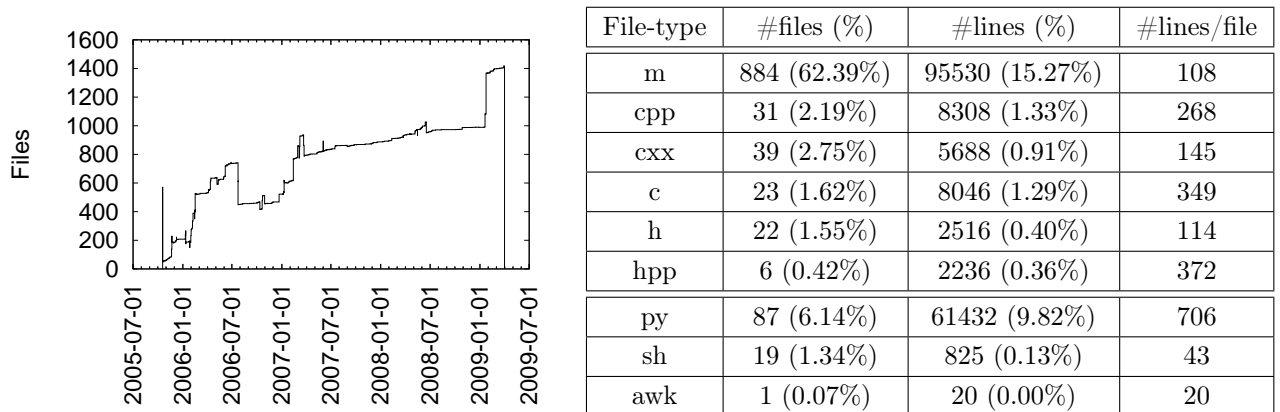 1600
1400
1200
1000
800
600
400
200
0
Files
2005-07-01
2006-01-01
2006-07-01
2007-01-01
2007-07-01
2008-01-01
2008-07-01
2009-01-01
2009-07-01
File-type #files (%) #lines (%) #lines/file
m 884 (62.39%) 95530 (15.27%) 108
cpp 31 (2.19%) 8308 (1.33%) 268
cxx 39 (2.75%) 5688 (0.91%) 145
c 23 (1.62%) 8046 (1.29%) 349
h 22 (1.55%) 2516 (0.40%) 114
hpp 6 (0.42%) 2236 (0.36%) 372
py 87 (6.14%) 61432 (9.82%) 706
sh 19 (1.34%) 825 (0.13%) 43
awk 1 (0.07%) 20 (0.00%) 20